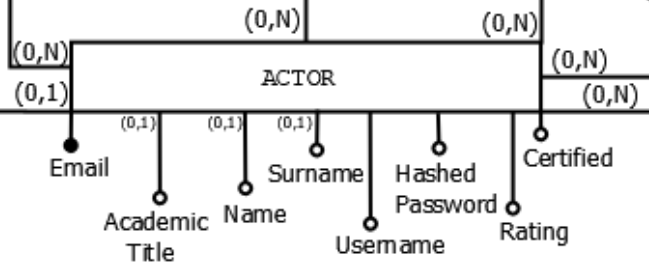 (0,N) (0,N)
(0,N) (0,N)
ACTOR
(0,1) (0,N)
(0,1) (0,1) (0,1)
Email Surname Hashed Certified
Academic Name Password Rating
Title Username